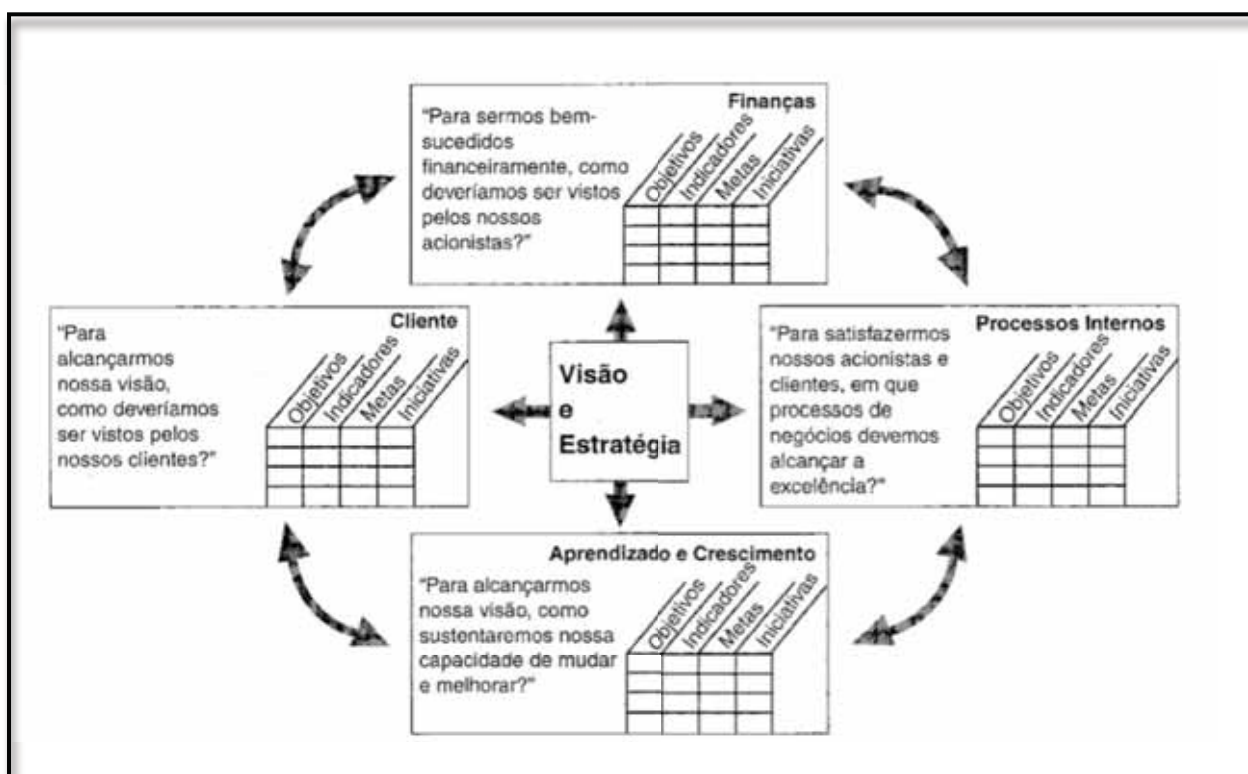 Finanças
"Para sermos bem-
sucedidos
financeiramente, como
deveríamos ser vistos
pelos nossos
acionistas?"
Objetivos
Indicadores
Metas
Iniciativas
Cliente
"Para
alcançarmos
nossa visão,
como deveríamos
ser vistos pelos
nossos clientes?"
Objetivos
Indicadores
Metas
Iniciativas
Visão
e
Estratégia
Processos Internos
"Para satisfazermos
nossos acionistas e
clientes, em que
processos de
negócios devemos
alcançar a
excelência?"
Objetivos
Indicadores
Metas
Iniciativas
Aprendizado e Crescimento
"Para alcançarmos
nossa visão, como
sustentaremos nossa
capacidade de mudar
e melhorar?"
Objetivos
Indicadores
Metas
Iniciativas